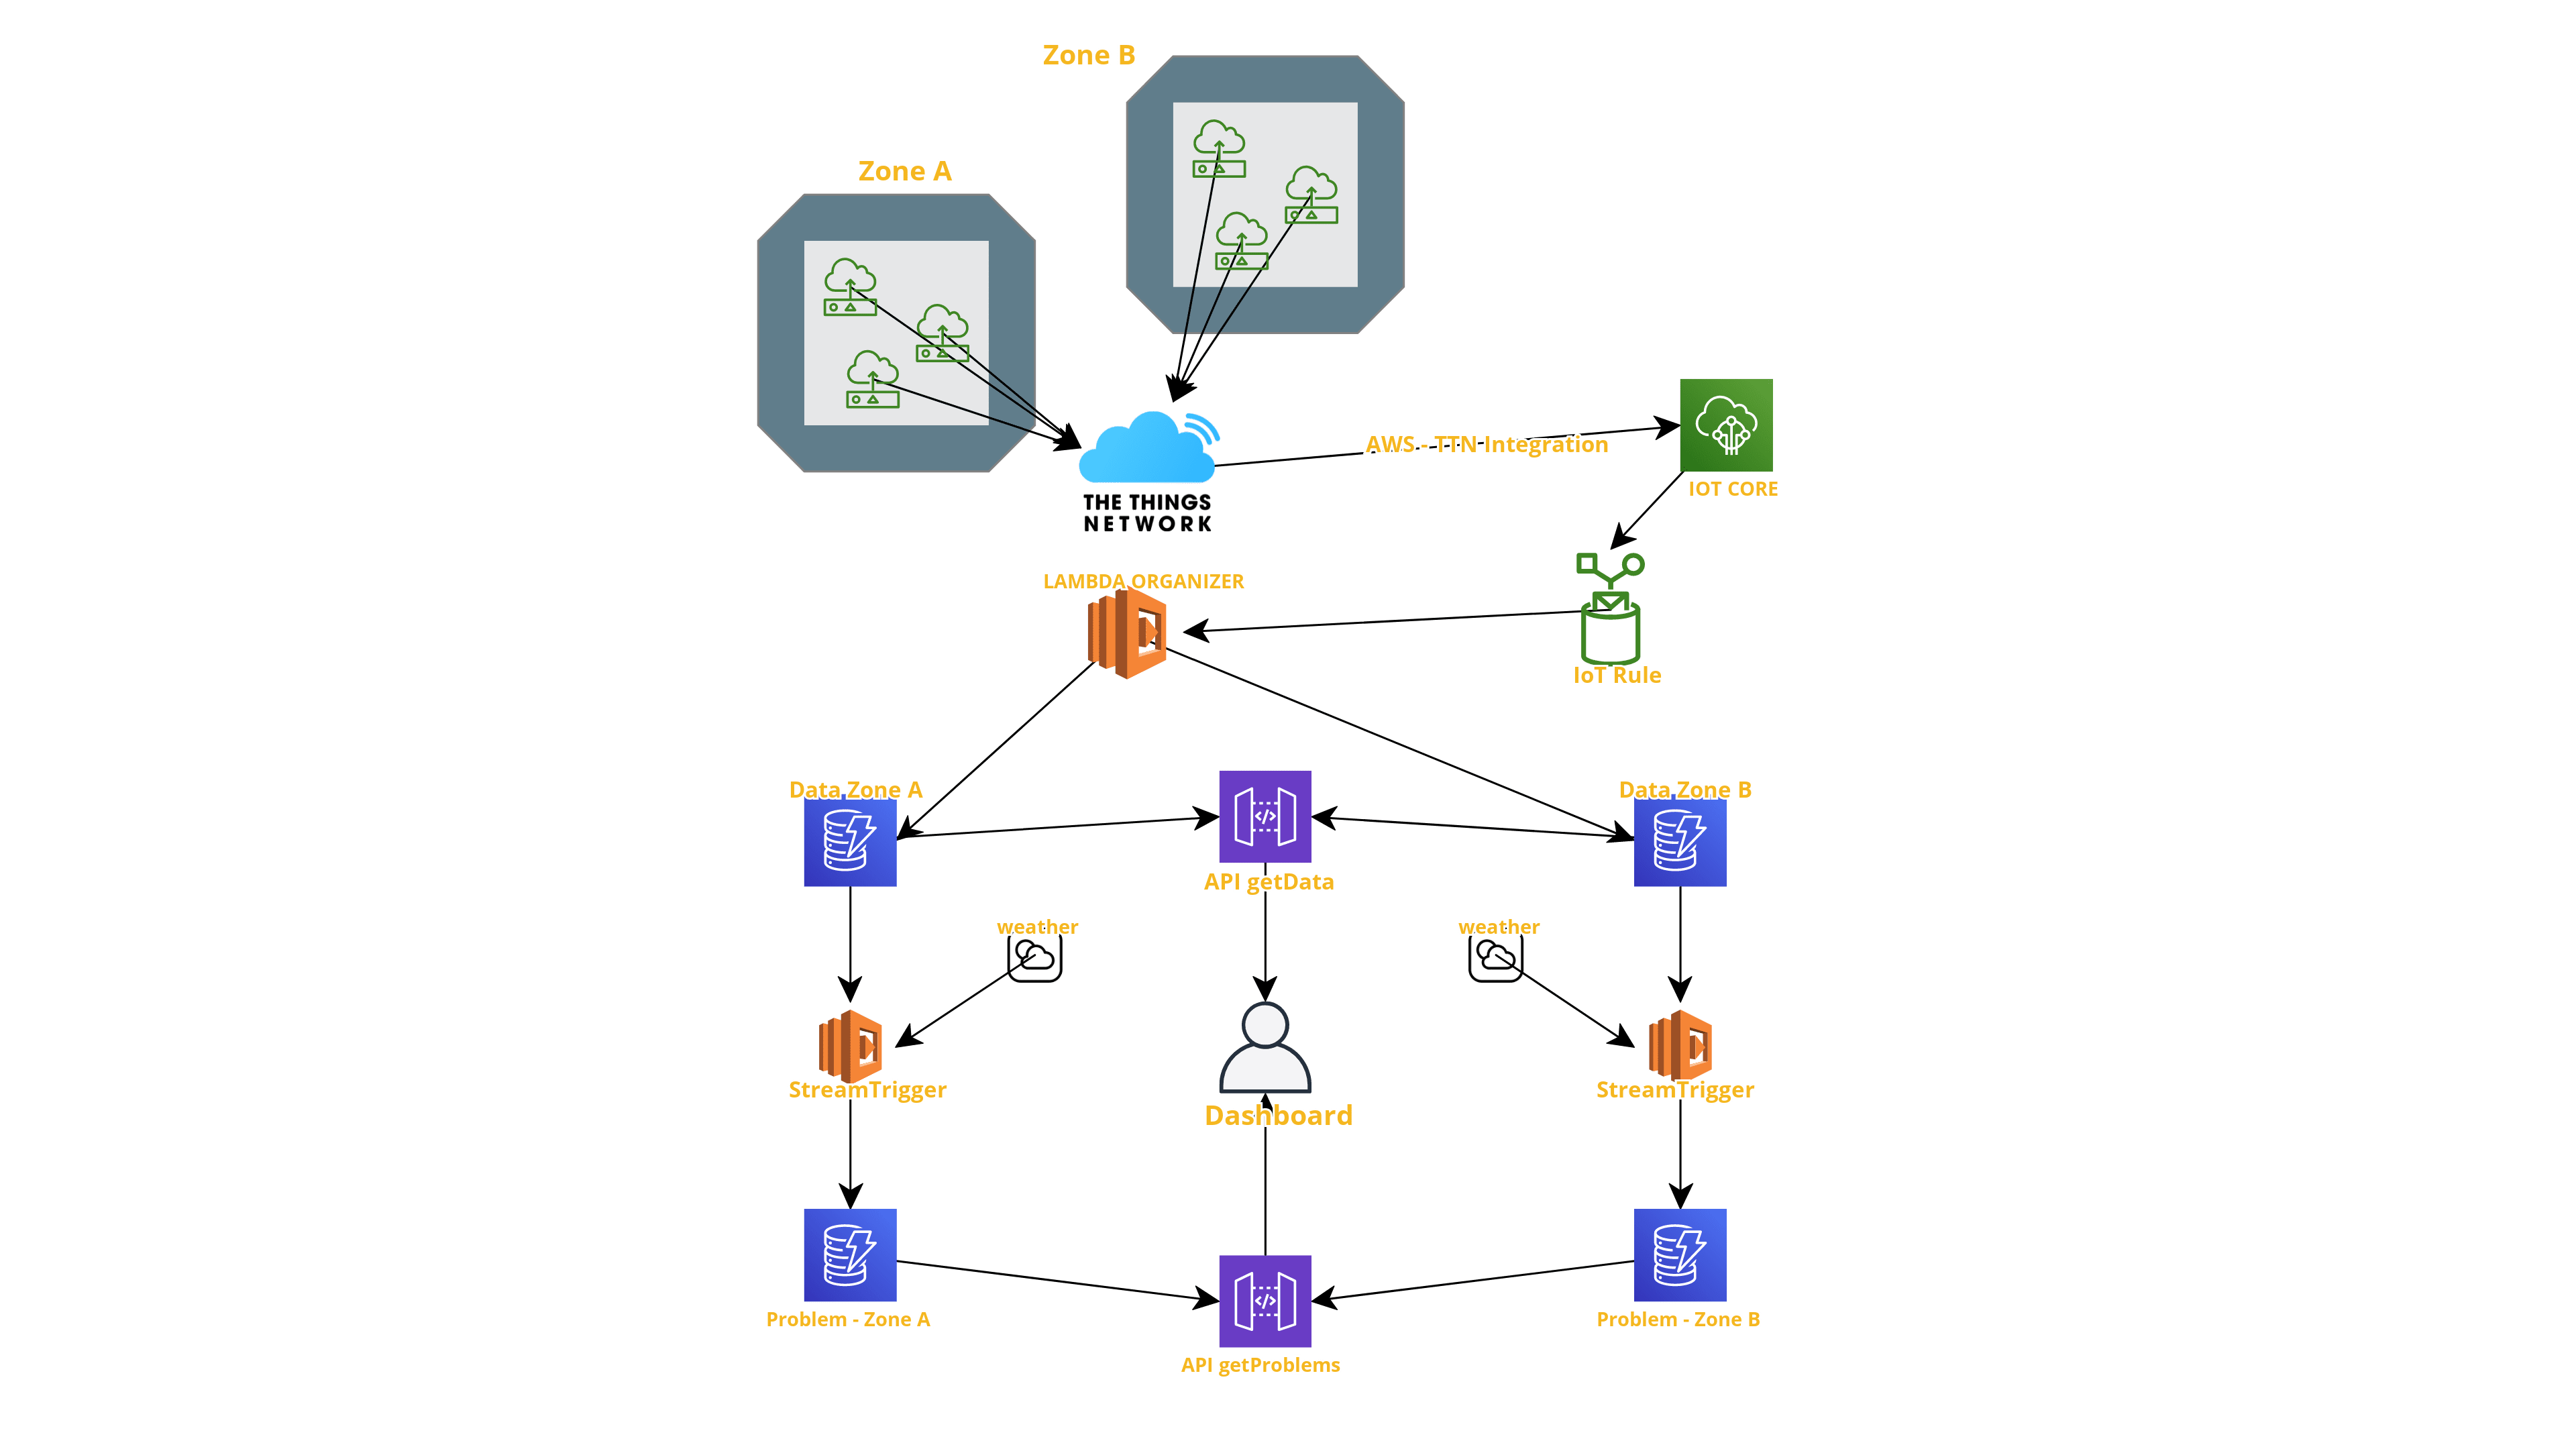 Zone B
Zone A
AWS - TTN Integration
IOT CORE
THE THINGS
NETWORK
LAMBDA ORGANIZER
IoT Rule
Data Zone A
Data Zone B
</>
API getData
weather
weather
StreamTrigger
StreamTrigger
Dashboard
</>
Problem - Zone A
Problem - Zone B
API getProblems